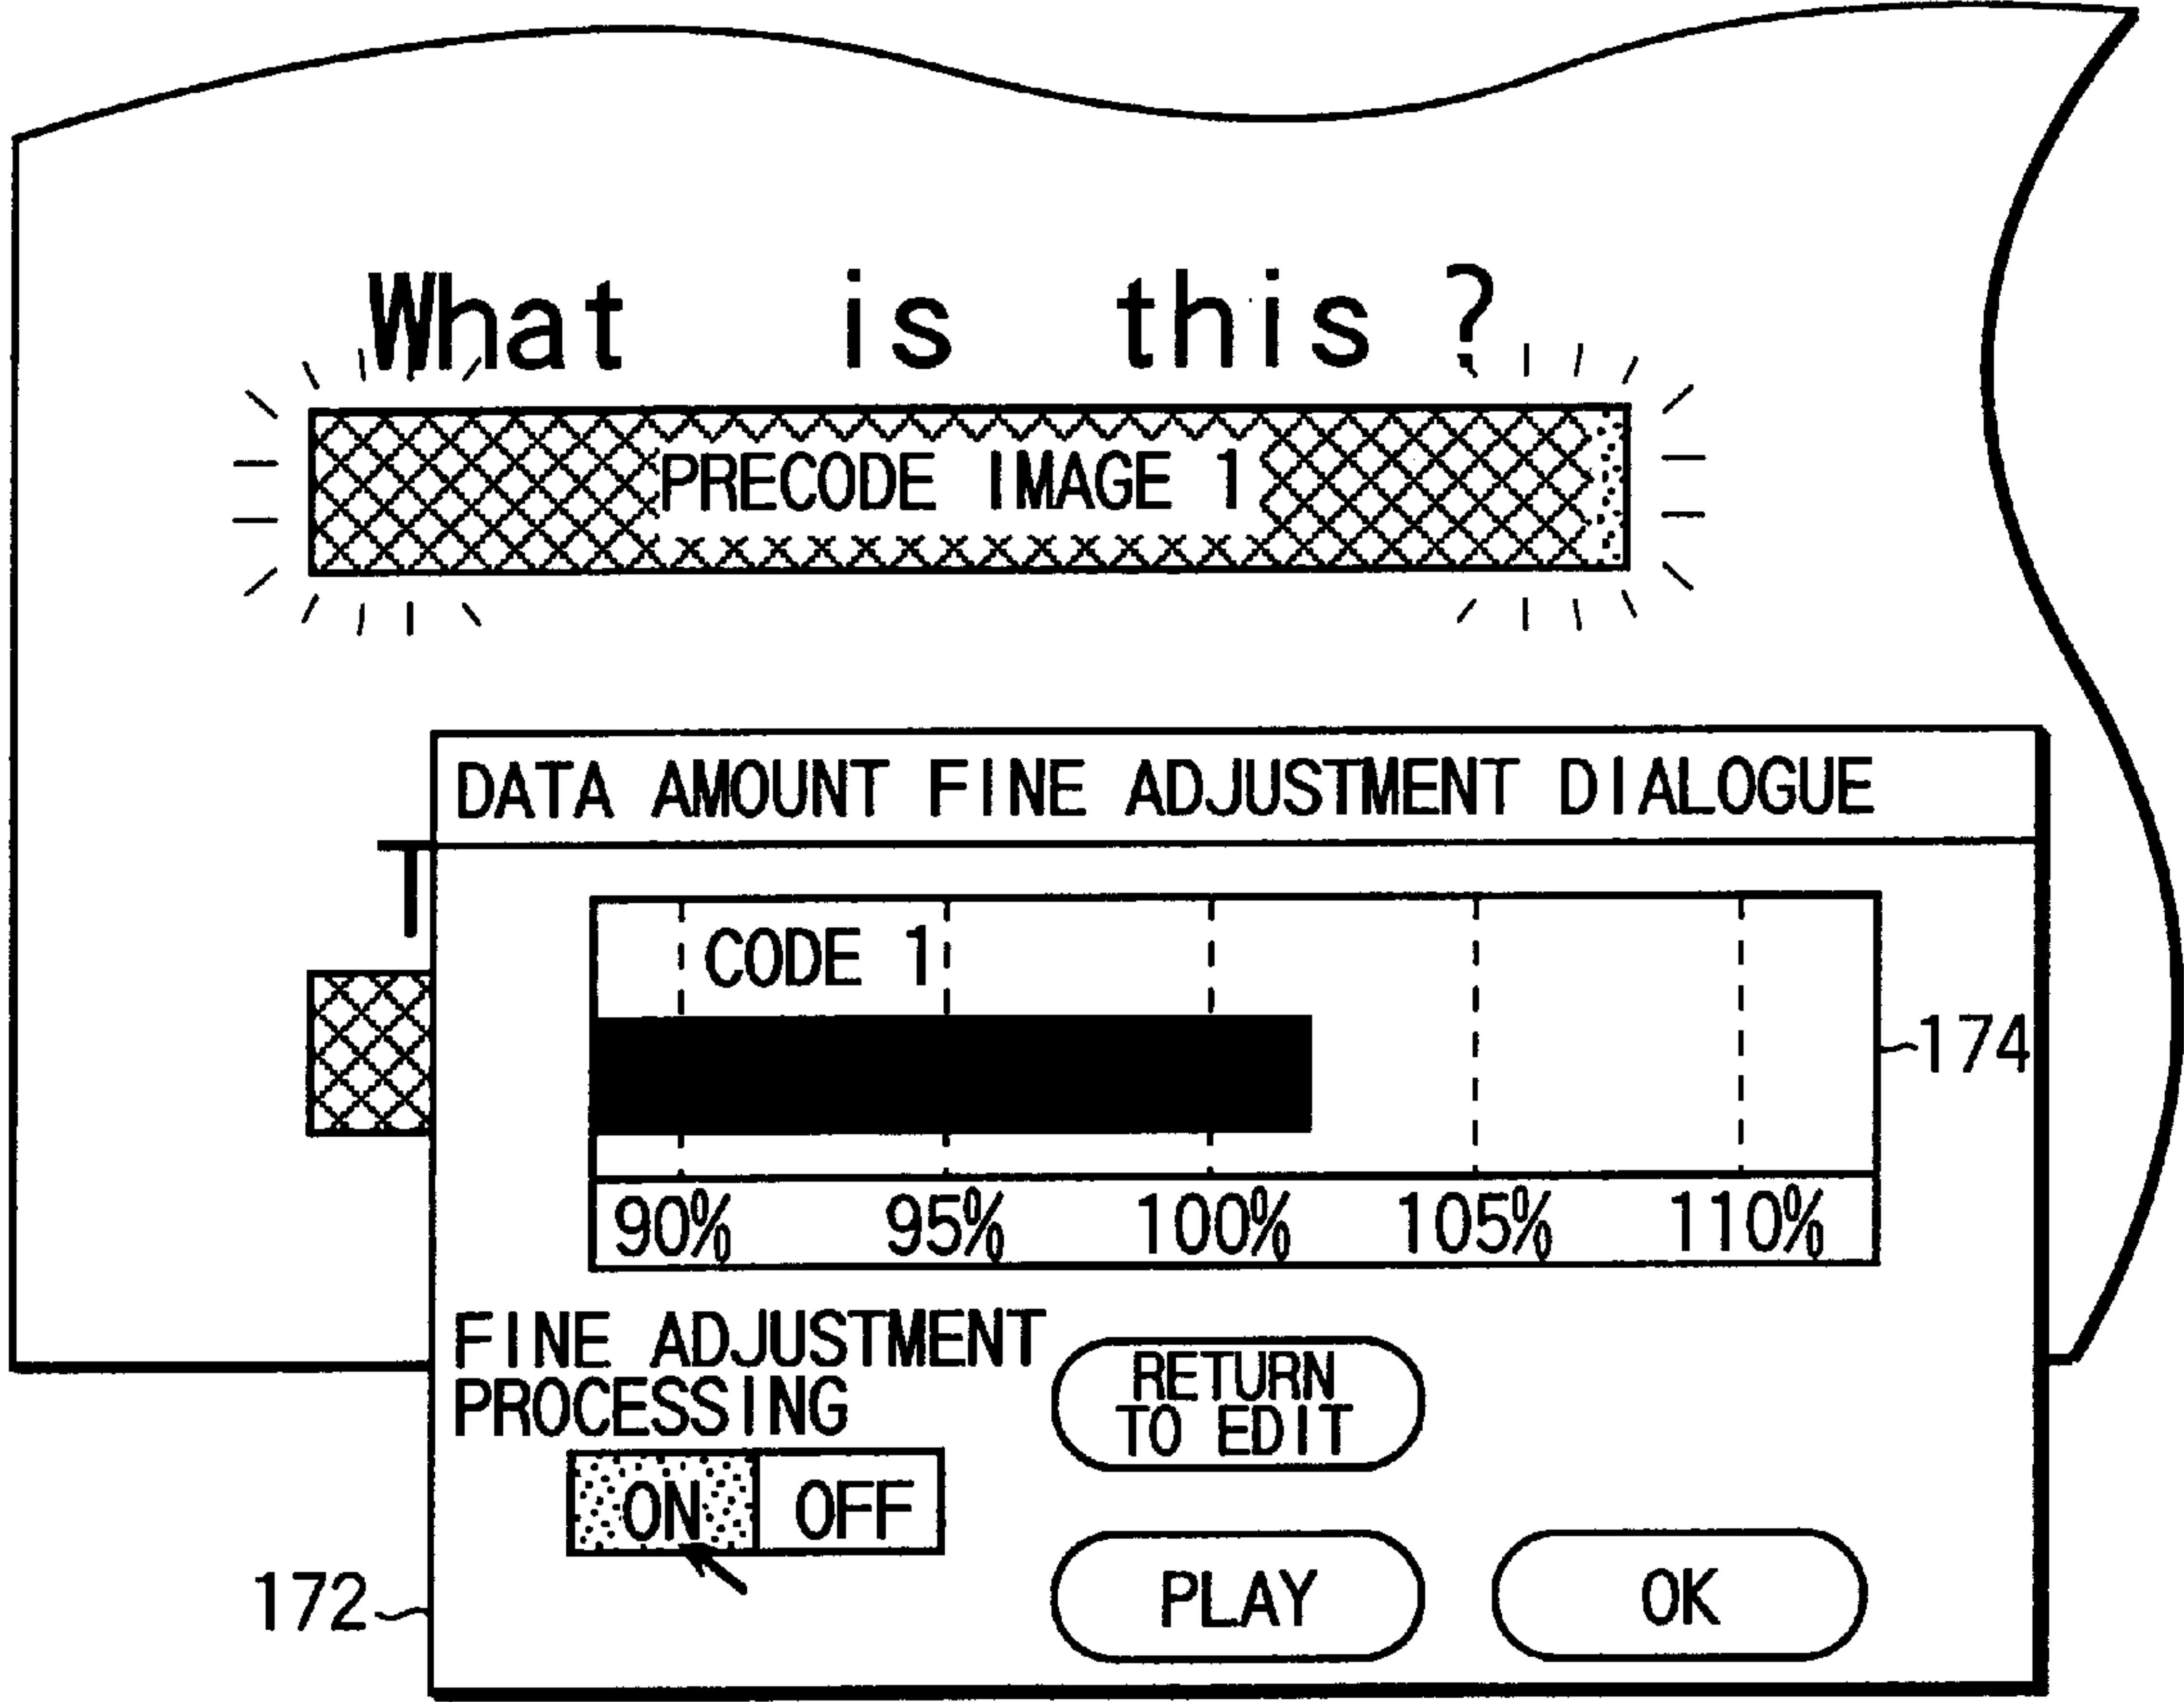 What is this?
PRECODE IMAGE 1
DATA AMOUNT FINE ADJUSTMENT DIALOGUE
T
CODE 1
174
90% 95% 100% 105% 110%
FINE ADJUSTMENT
PROCESSING
RETURN
TO EDIT
ON OFF
172
PLAY
OK